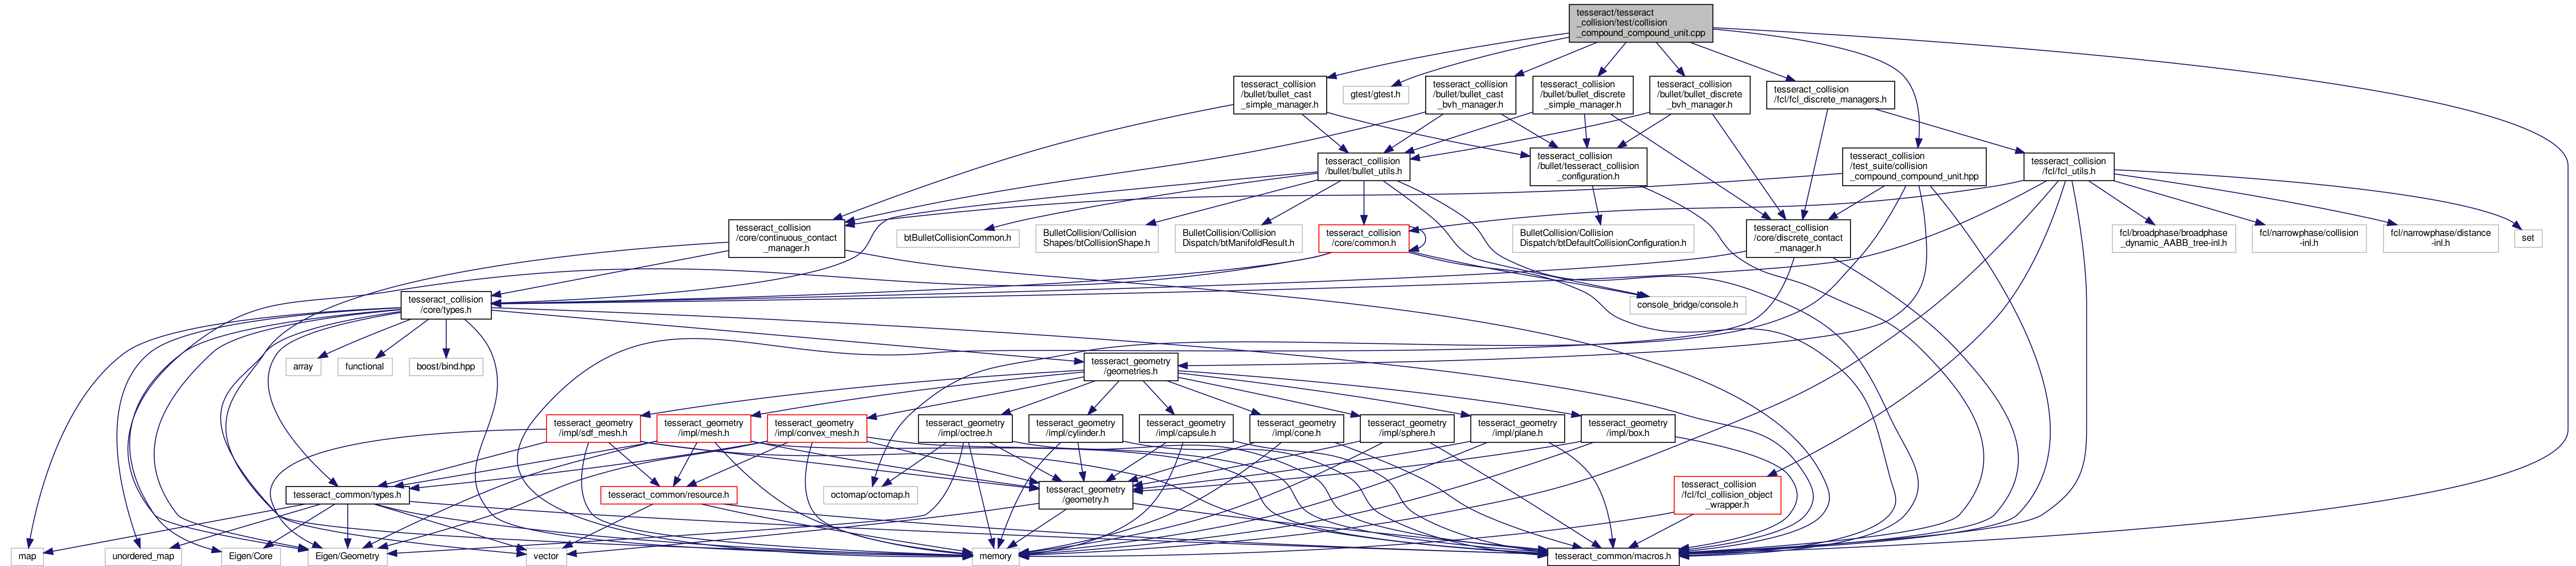 tesseract/tesseract
_collision/test/collision
_compound_compound_unit.cpp
tesseract_collision
/bullet/bullet_cast
_simple_manager.h
gtest/gtest.h
tesseract_collision
/bullet/bullet_cast
_bvh_manager.h
tesseract_collision
/bullet/bullet_discrete
_simple_manager.h
tesseract_collision
/bullet/bullet_discrete
_bvh_manager.h
tesseract_collision
/fcl/fcl_discrete_managers.h
tesseract_collision
/bullet/bullet_utils.h
tesseract_collision
/bullet/tesseract_collision
_configuration.h
tesseract_collision
/test_suite/collision
_compound_compound_unit.hpp
tesseract_collision
/fcl/fcl_utils.h
tesseract_collision
/core/continuous_contact
_manager.h
btBulletCollisionCommon.h
BulletCollision/Collision
Shapes/btCollisionShape.h
BulletCollision/Collision
Dispatch/btManifoldResult.h
tesseract_collision
/core/common.h
BulletCollision/Collision
Dispatch/btDefaultCollisionConfiguration.h
tesseract_collision
/core/discrete_contact
_manager.h
fcl/broadphase/broadphase
_dynamic_AABB_tree-inl.h
fcl/narrowphase/collision
-inl.h
fcl/narrowphase/distance
-inl.h
set
tesseract_collision
/core/types.h
console_bridge/console.h
array
functional
boost/bind.hpp
tesseract_geometry
/geometries.h
tesseract_geometry
/impl/sdf_mesh.h
tesseract_geometry
/impl/mesh.h
tesseract_geometry
/impl/convex_mesh.h
tesseract_geometry
/impl/octree.h
tesseract_geometry
/impl/cylinder.h
tesseract_geometry
/impl/capsule.h
tesseract_geometry
/impl/cone.h
tesseract_geometry
/impl/sphere.h
tesseract_geometry
/impl/plane.h
tesseract_geometry
/impl/box.h
tesseract_common/types.h
tesseract_common/resource.h
octomap/octomap.h
tesseract_geometry
/geometry.h
tesseract_collision
/fcl/fcl_collision_object
_wrapper.h
map
unordered_map
Eigen/Core
Eigen/Geometry
vector
memory
tesseract_common/macros.h